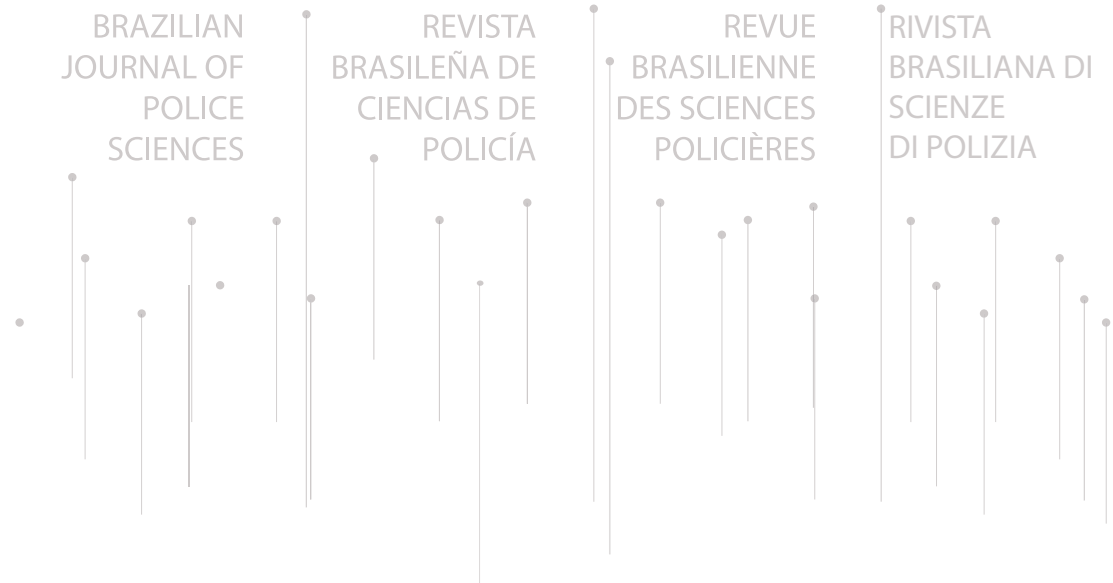 BRAZILIAN
JOURNAL OF
POLICE
SCIENCES
REVISTA
BRASILEÑA DE
CIENCIAS DE
POLICÍA
REVUE
BRASILIENNE
DES SCIENCES
POLICIÈRES
RIVISTA
BRASILIANA DI
SCIENZE
DI POLIZIA